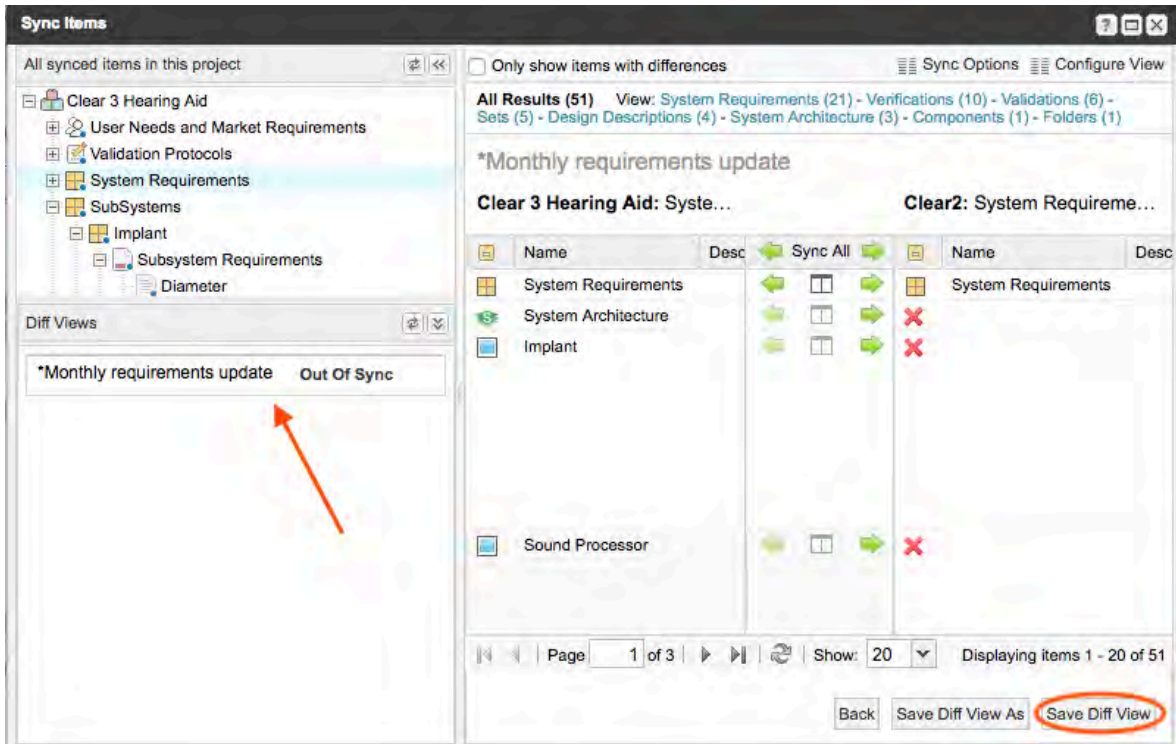 Sync Items
All synced items in this project
Clear 3 Hearing Aid
User Needs and Market Requirements
Validation Protocols
System Requirements
SubSystems
Implant
Subsystem Requirements
Diameter
Diff Views
*Monthly requirements update Out Of Sync
Only show items with differences Sync Options Configure View
All Results (51) View: System Requirements (21) - Verifications (10) - Validations (6) -
Sets (5) - Design Descriptions (4) - System Architecture (3) - Components (1) - Folders (1)
*Monthly requirements update
Clear 3 Hearing Aid: Syste... Clear2: System Requireme...
Name Desc Sync All Name Desc
System Requirements System Requirements
System Architecture
Implant
Sound Processor
Page 1 of 3 Show: 20 Displaying items 1 - 20 of 51
Back Save Diff View As Save Diff View